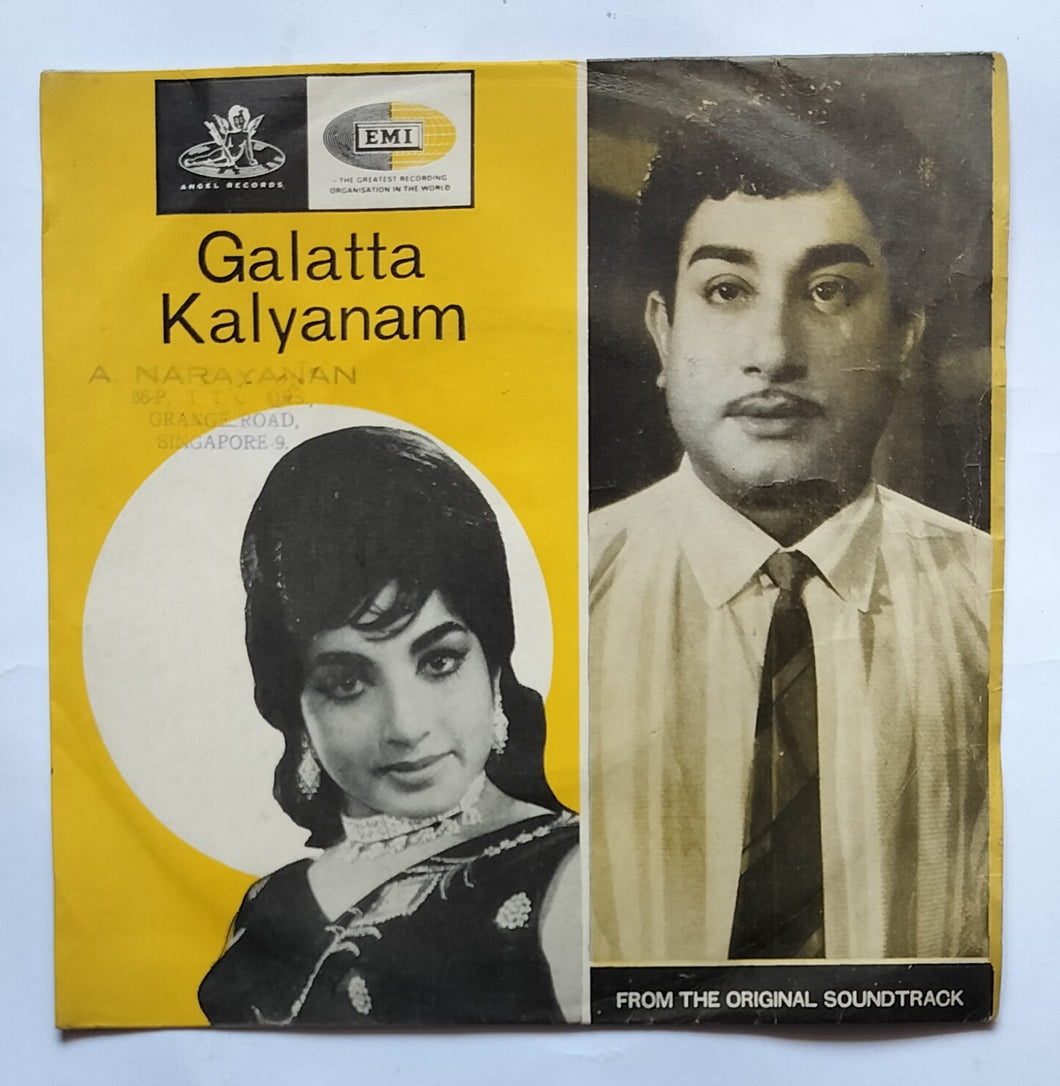 ANGEL RECORDS
EMI
– THE GREATEST RECORDING
ORGANISATION IN THE WORLD
Galatta
Kalyanam
A. NARAYANAN
36-P, T. T. C
GRANGE ROAD,
SINGAPORE 9.
FROM THE ORIGINAL SOUNDTRACK